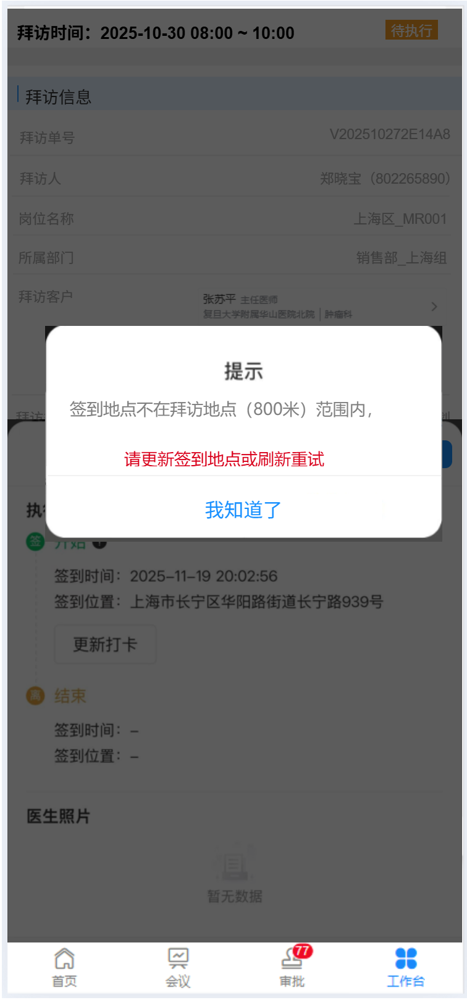 拜访时间：2025-10-30 08:00 ~ 10:00
待执行
拜访信息
拜访单号 V202510272E14A8
拜访人 郑晓宝（802265890）
岗位名称 上海区_MR001
所属部门 销售部_上海组
拜访客户 张苏平 主任医师
复旦大学附属华山医院北院 | 肿瘤科
提示
签到地点不在拜访地点（800米）范围内，
请更新签到地点或刷新重试
我知道了
签 开始
签到时间：2025-11-19 20:02:56
签到位置：上海市长宁区华阳路街道长宁路939号
更新打卡
离 结束
签到时间：–
签到位置：–
医生照片
暂无数据
77
首页 会议 审批 工作台